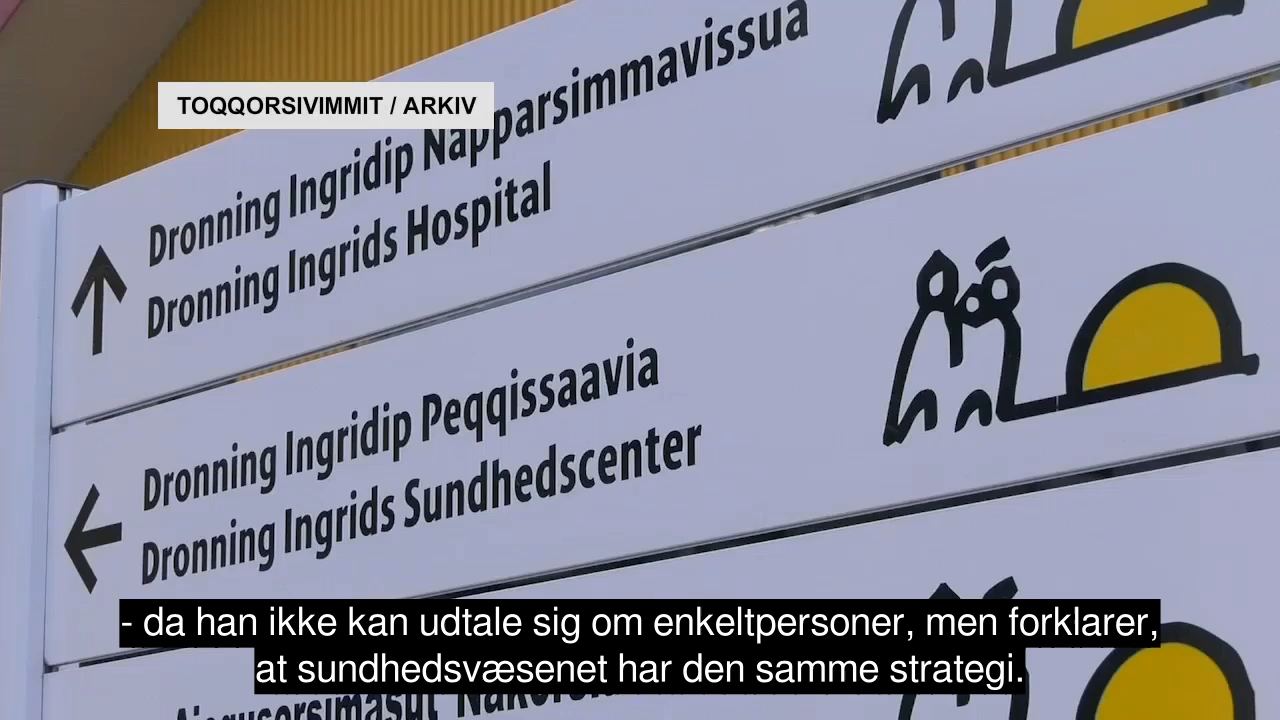 TOQQORSIVIMMIT / ARKIV
Dronning Ingridip Napparsimmavissua
Dronning Ingrids Hospital
Dronning Ingridip Peqqissaavia
Dronning Ingrids Sundhedscenter
- da han ikke kan udtale sig om enkeltpersoner, men forklarer,
at sundhedsvæsenet har den samme strategi.